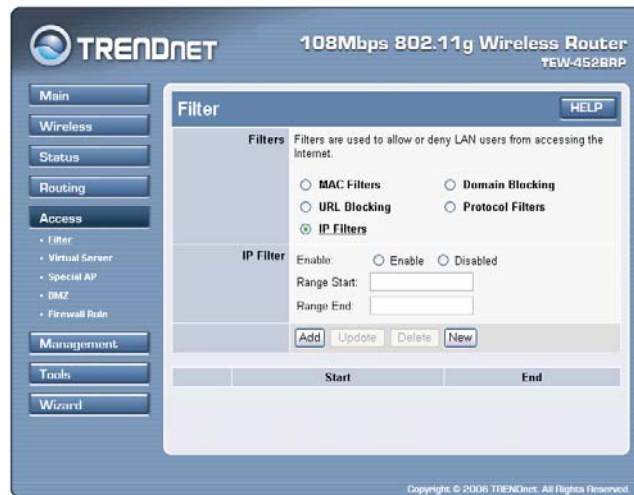 TRENDNET
108Mbps 802.11g Wireless Router
TEW-452BRP
Main
Wireless
Status
Routing
Access
Filter
Virtual Server
Special AP
DMZ
Firewall Rule
Management
Tools
Wizard
Filter
HELP
Filters
Filters are used to allow or deny LAN users from accessing the Internet.
MAC Filters
Domain Blocking
URL Blocking
Protocol Filters
IP Filters
IP Filter
Enable:
Enable
Disabled
Range Start:
Range End:
Add
Update
Delete
New
Start
End
Copyright © 2006 TRENDnet. All Rights Reserved.